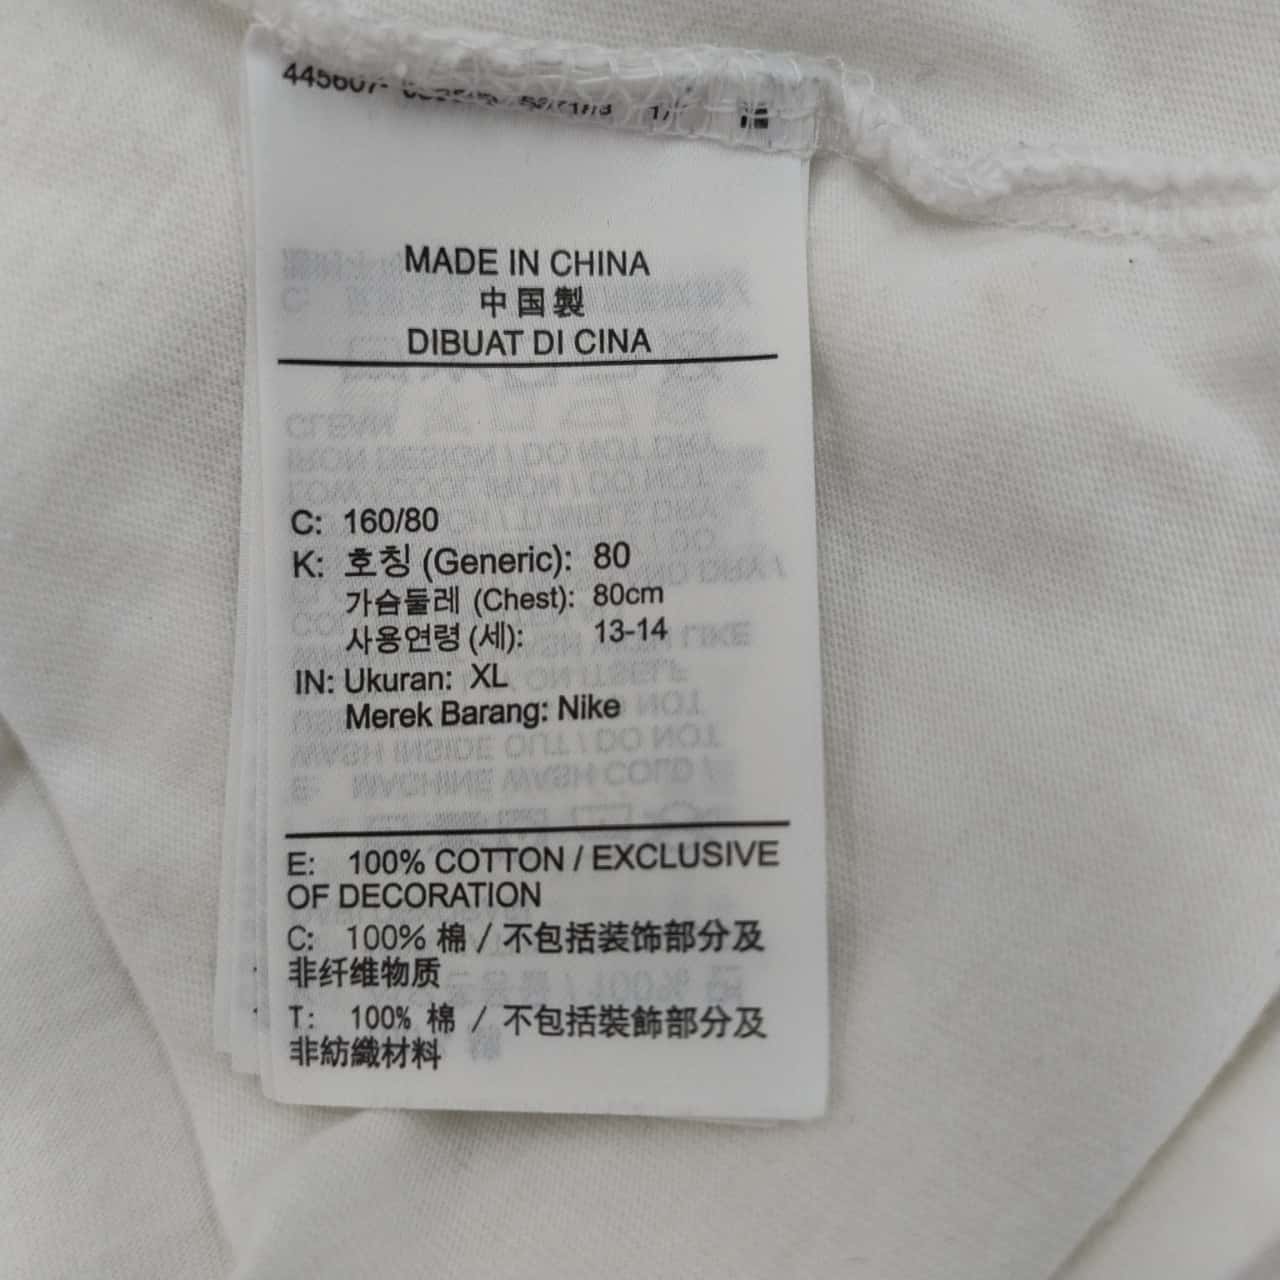 445607-
MADE IN CHINA
中国製
DIBUAT DI CINA
C: 160/80
K: 호칭 (Generic): 80
가슴둘레 (Chest): 80cm
사용연령 (세): 13-14
IN: Ukuran: XL
Merek Barang: Nike
E: 100% COTTON / EXCLUSIVE
OF DECORATION
C: 100% 棉 / 不包括装饰部分及
非纤维物质
T: 100% 棉 / 不包括裝飾部分及
非紡織材料